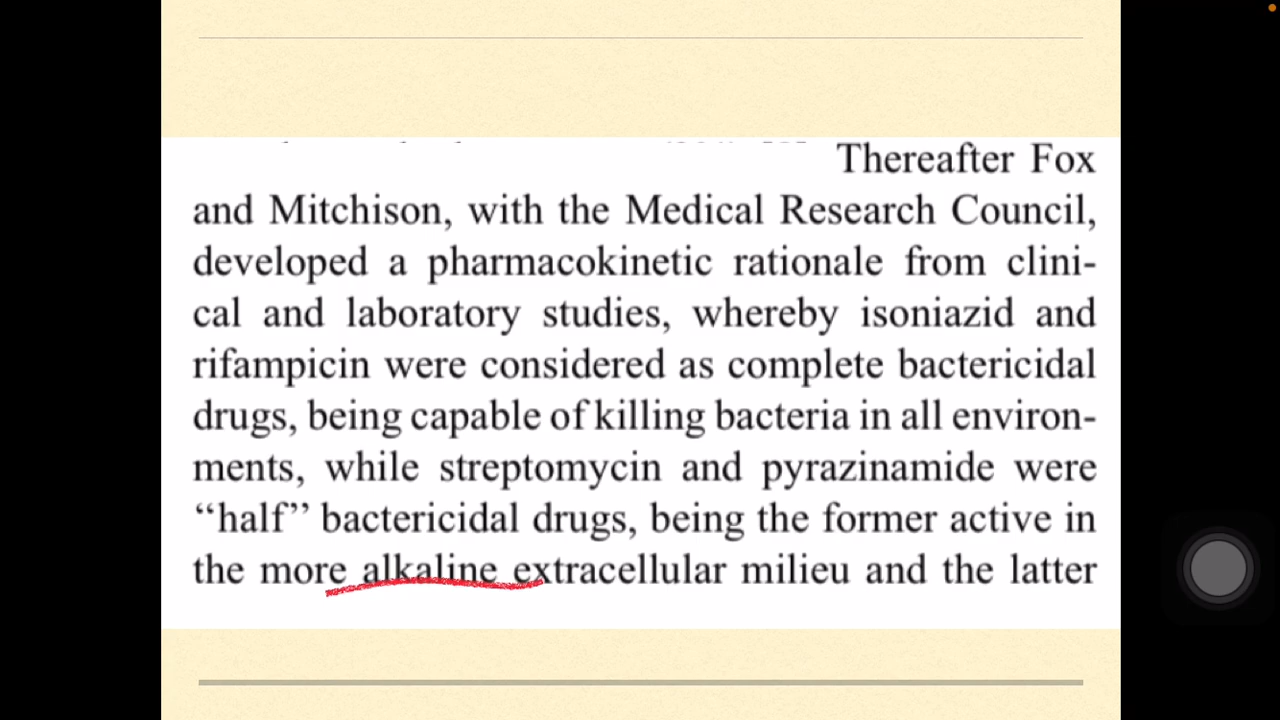 Thereafter Fox
and Mitchison, with the Medical Research Council,
developed a pharmacokinetic rationale from clini-
cal and laboratory studies, whereby isoniazid and
rifampicin were considered as complete bactericidal
drugs, being capable of killing bacteria in all environ-
ments, while streptomycin and pyrazinamide were
“half” bactericidal drugs, being the former active in
the more alkaline extracellular milieu and the latter